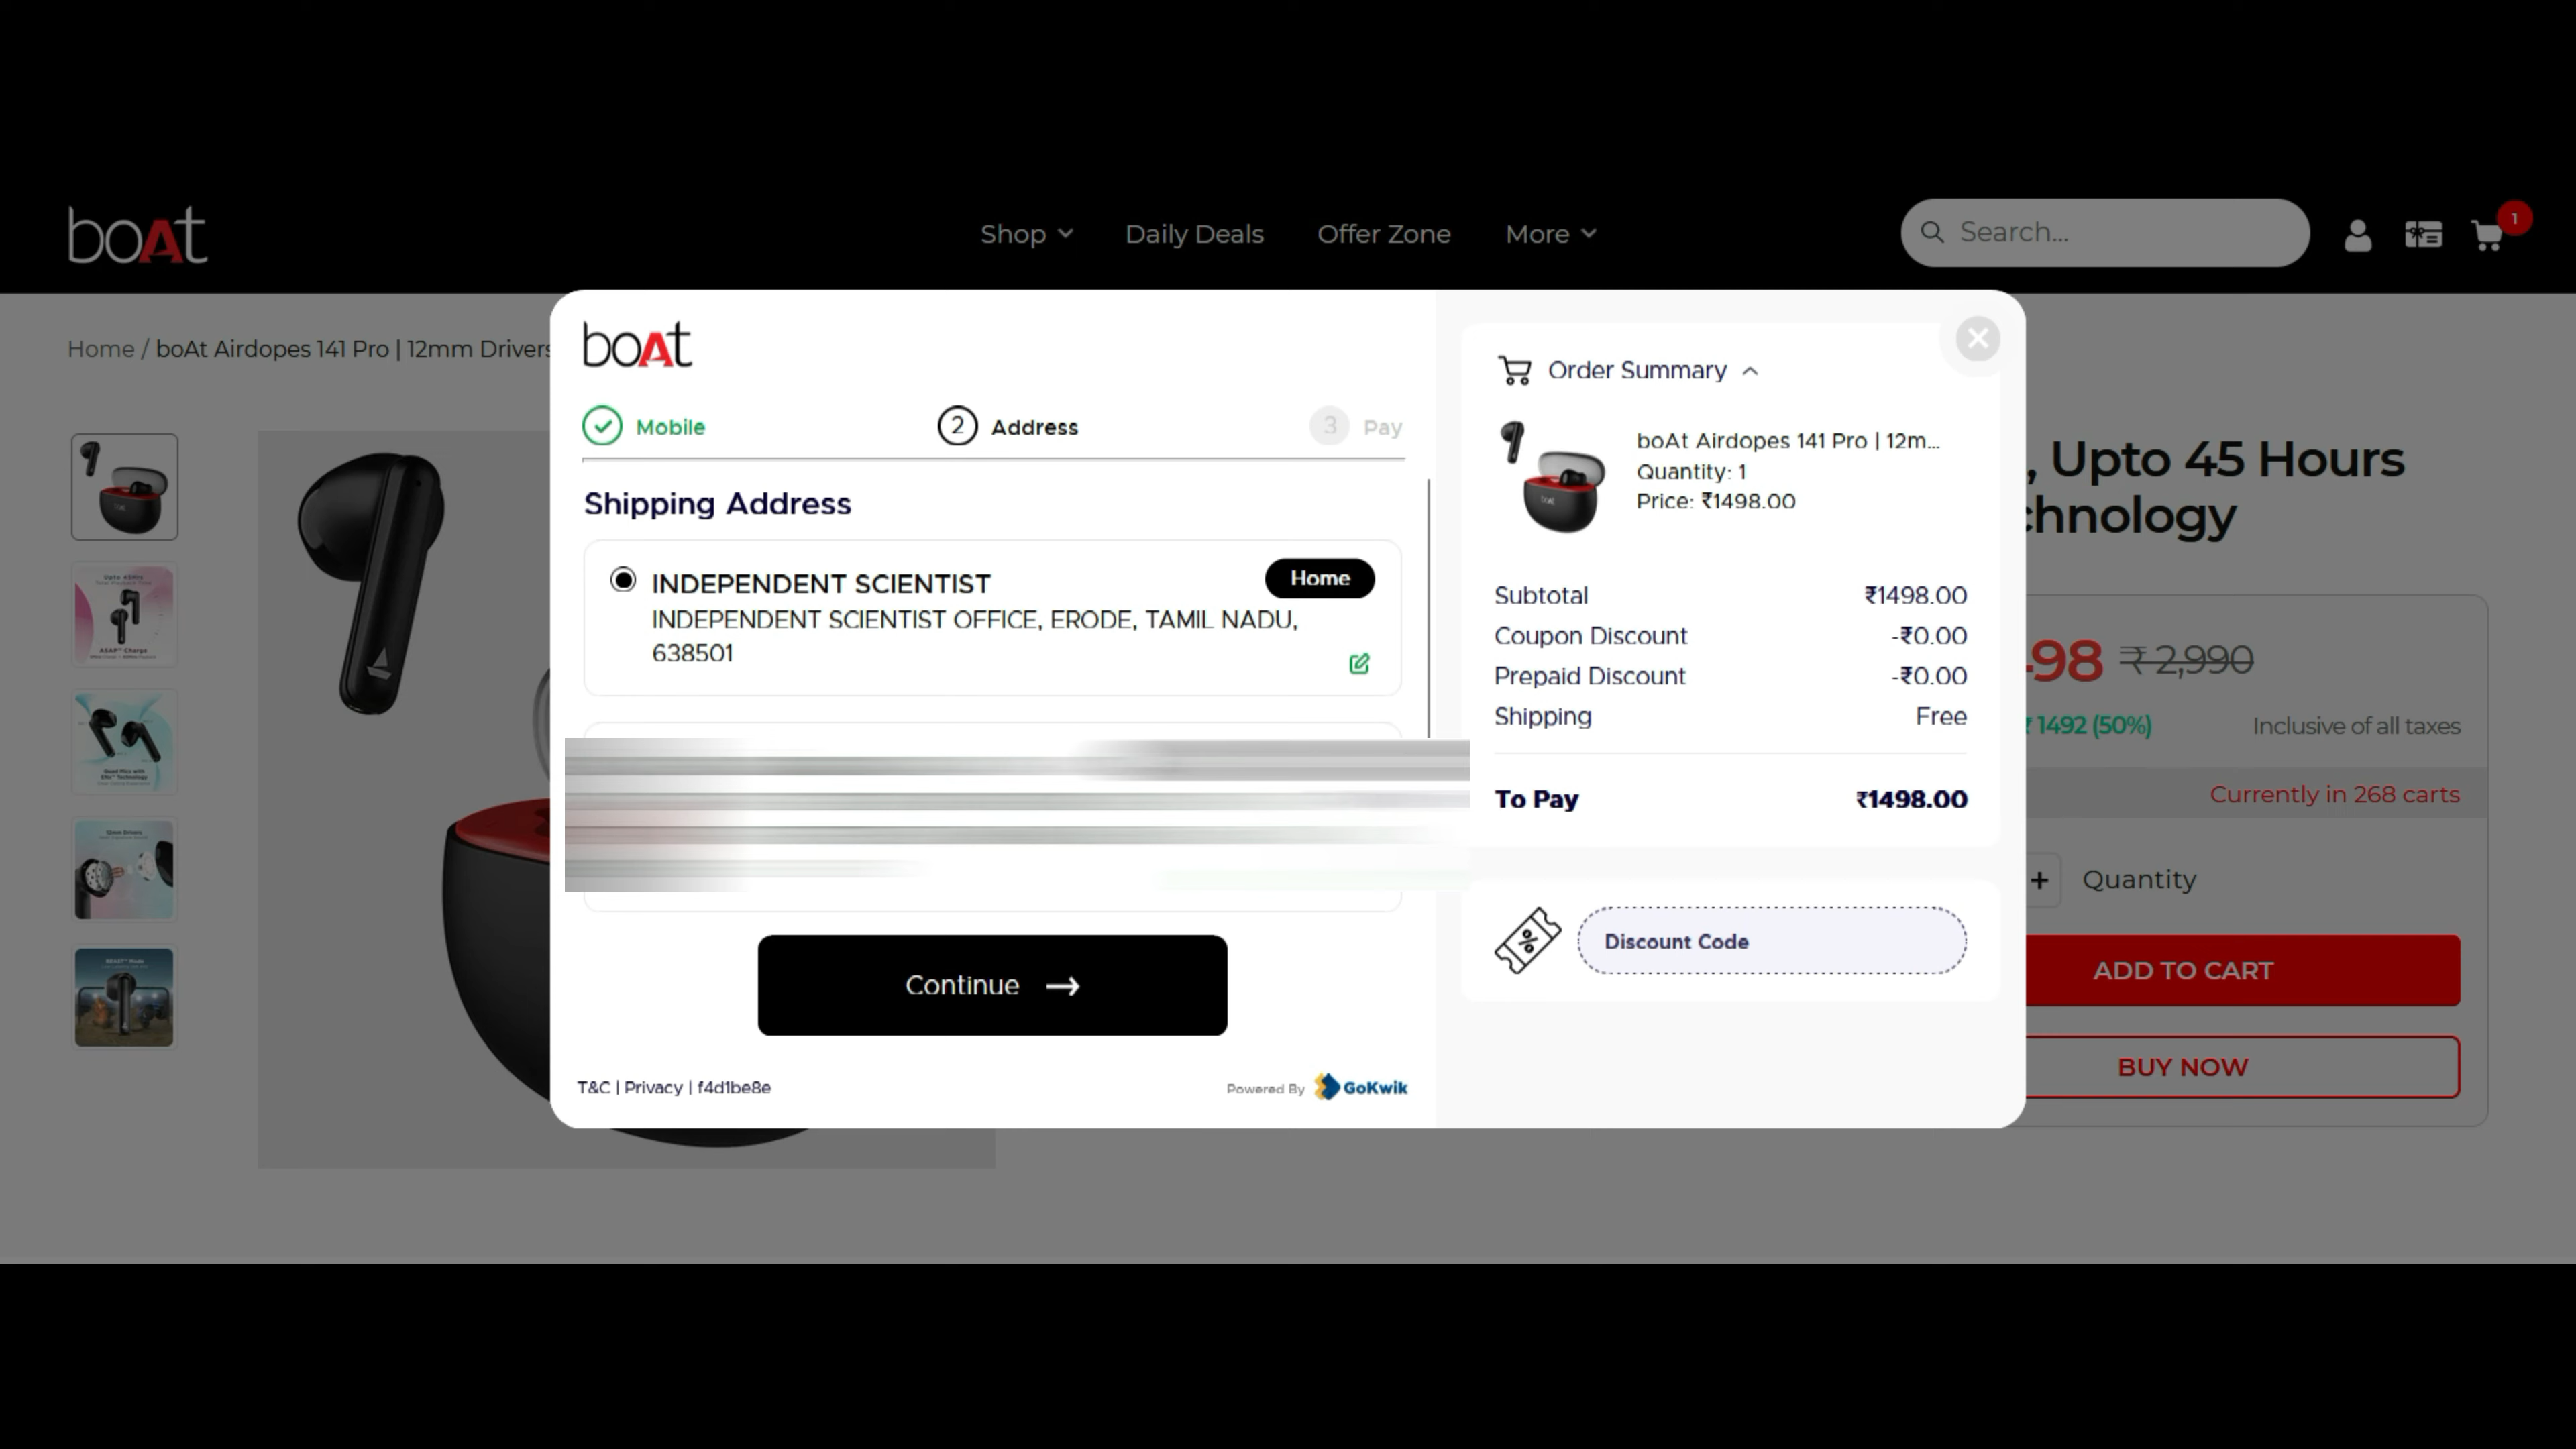 boAt
Shop
Daily Deals
Offer Zone
More
Search...
1
Home / boAt Airdopes 141 Pro | 12mm Drivers
boAt
Mobile
2 Address
3 Pay
Shipping Address
INDEPENDENT SCIENTIST
Home
INDEPENDENT SCIENTIST OFFICE, ERODE, TAMIL NADU,
638501
Continue
T&C | Privacy | f4d1be8e
Powered By GoKwik
Order Summary
boAt Airdopes 141 Pro | 12m...
Quantity: 1
Price: ₹1498.00
Subtotal ₹1498.00
Coupon Discount -₹0.00
Prepaid Discount -₹0.00
Shipping Free
To Pay ₹1498.00
Discount Code
, Upto 45 Hours
chnology
498 ₹ 2,990
₹ 1492 (50%) Inclusive of all taxes
Currently in 268 carts
+ Quantity
ADD TO CART
BUY NOW